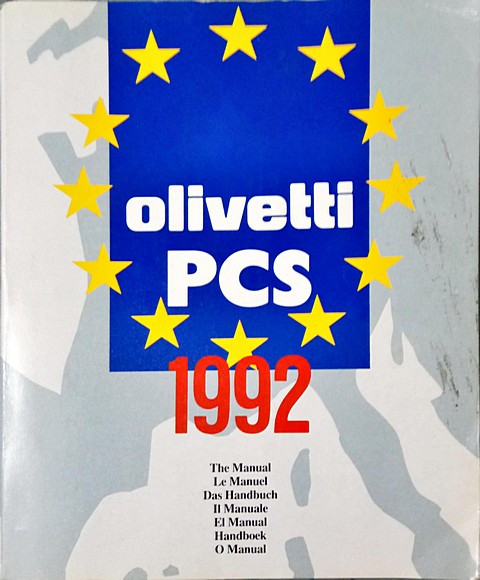 olivetti
PCS
1992
The Manual
Le Manuel
Das Handbuch
Il Manuale
El Manual
Handboek
O Manual